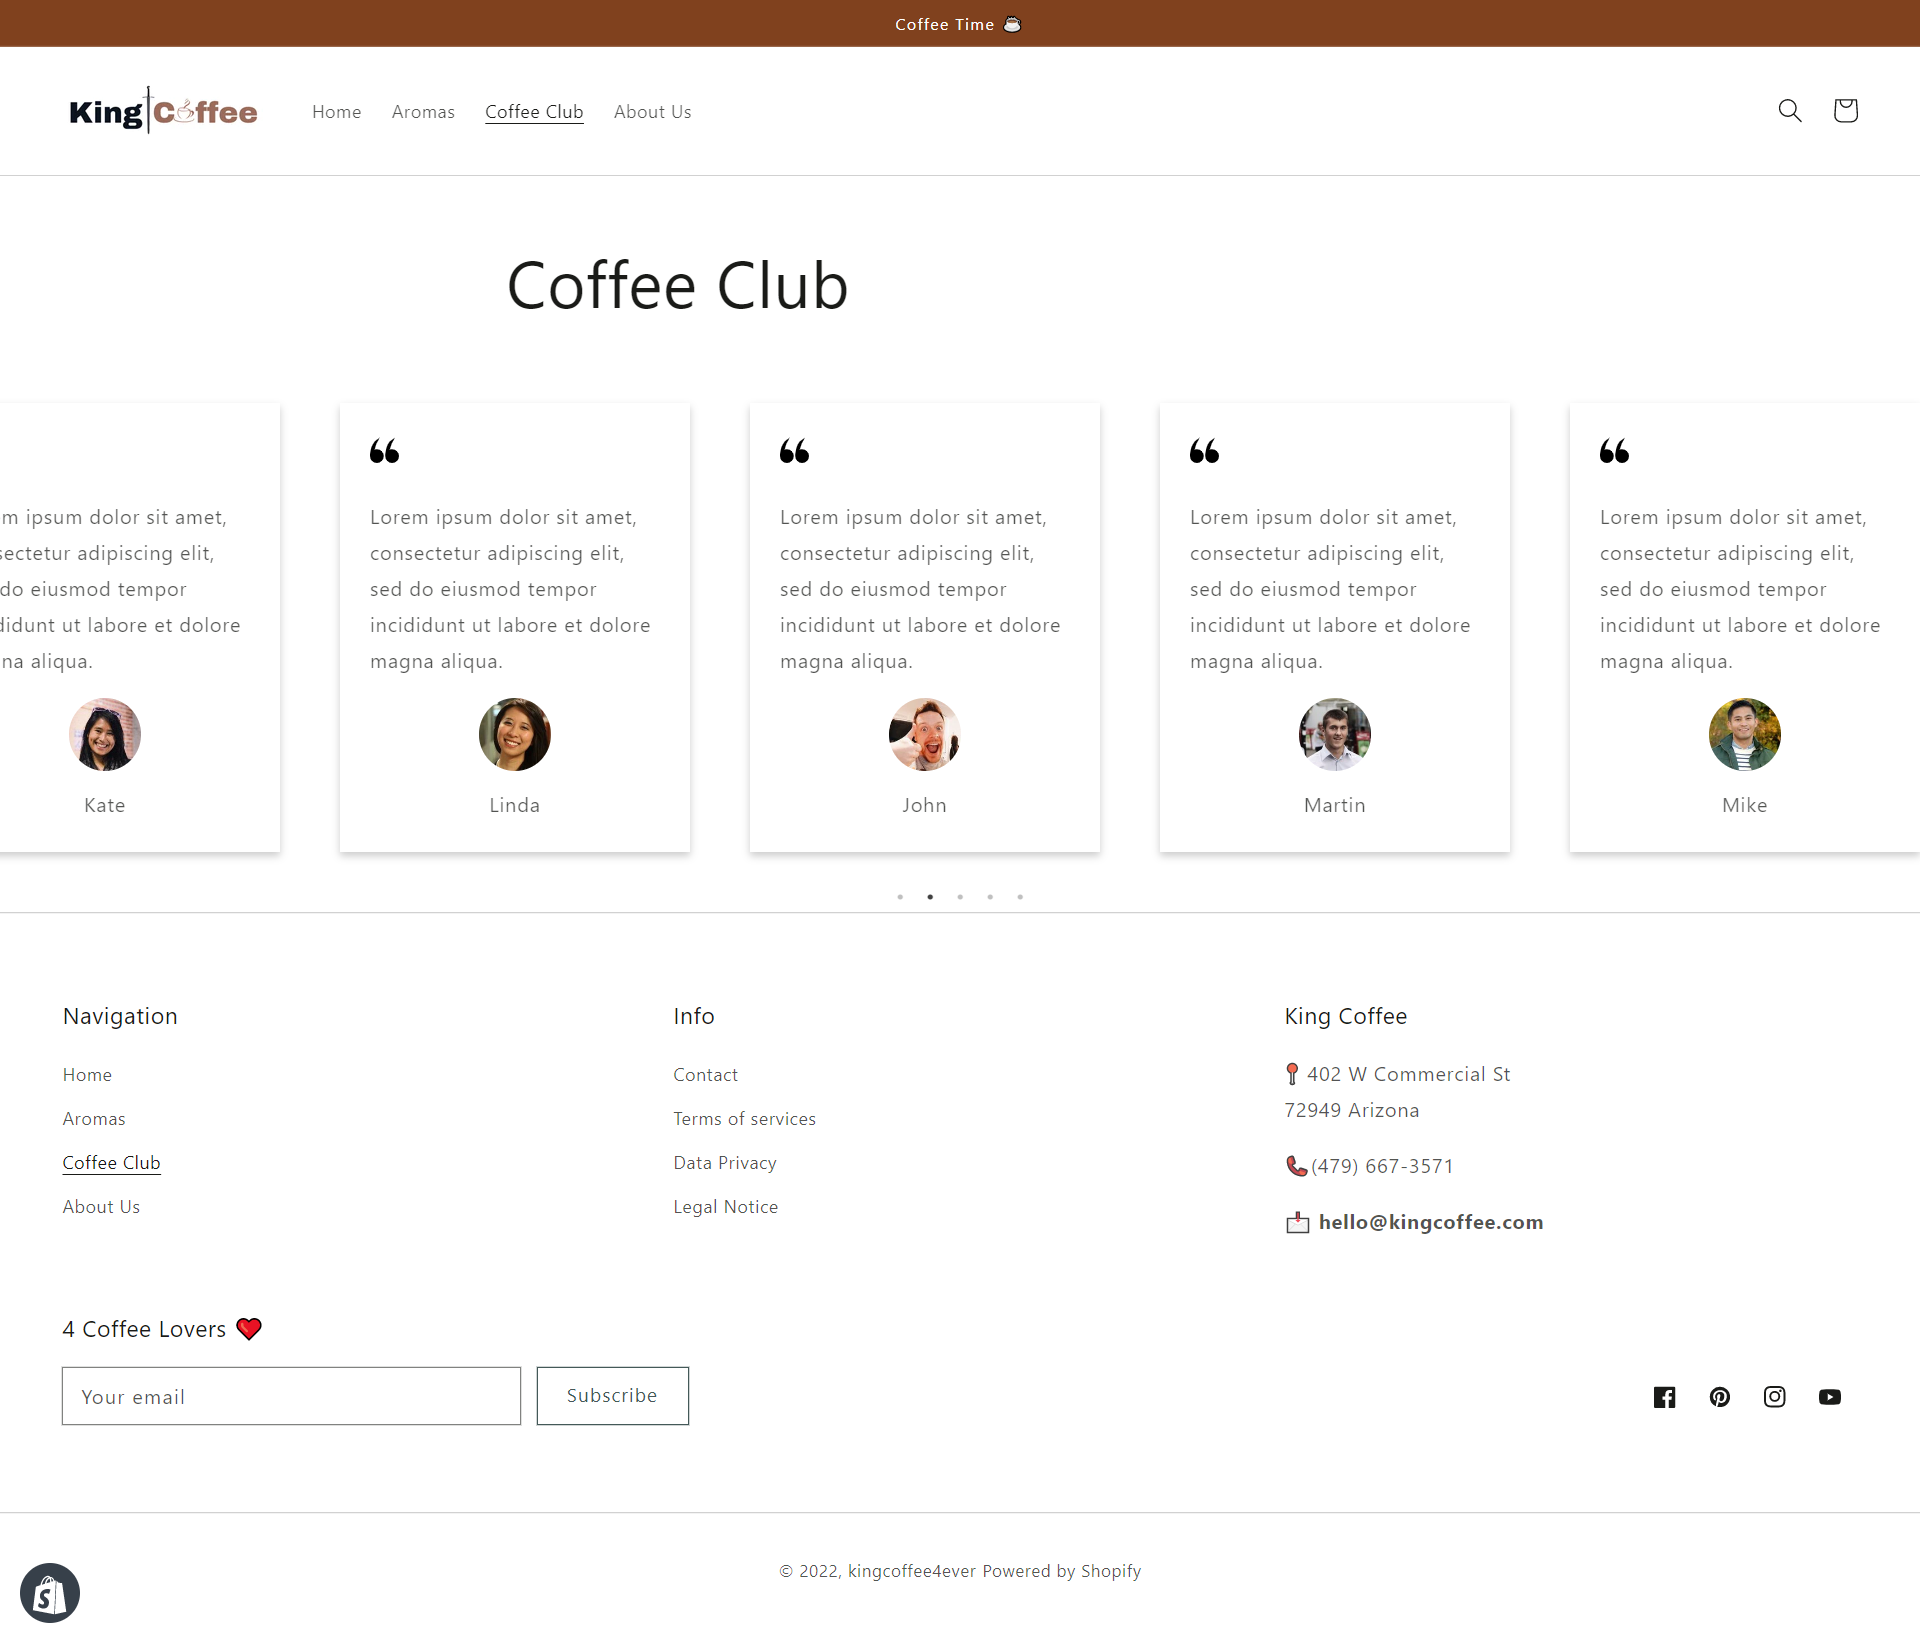 Coffee Time
King Coffee
Home
Aromas
Coffee Club
About Us
Coffee Club
m ipsum dolor sit amet,
sectetur adipiscing elit,
do eiusmod tempor
didunt ut labore et dolore
na aliqua.
Kate
Lorem ipsum dolor sit amet,
consectetur adipiscing elit,
sed do eiusmod tempor
incididunt ut labore et dolore
magna aliqua.
Linda
Lorem ipsum dolor sit amet,
consectetur adipiscing elit,
sed do eiusmod tempor
incididunt ut labore et dolore
magna aliqua.
John
Lorem ipsum dolor sit amet,
consectetur adipiscing elit,
sed do eiusmod tempor
incididunt ut labore et dolore
magna aliqua.
Martin
Lorem ipsum dolor sit amet,
consectetur adipiscing elit,
sed do eiusmod tempor
incididunt ut labore et dolore
magna aliqua.
Mike
Navigation
Home
Aromas
Coffee Club
About Us
Info
Contact
Terms of services
Data Privacy
Legal Notice
King Coffee
402 W Commercial St
72949 Arizona
(479) 667-3571
hello@kingcoffee.com
4 Coffee Lovers
Your email
Subscribe
© 2022, kingcoffee4ever Powered by Shopify